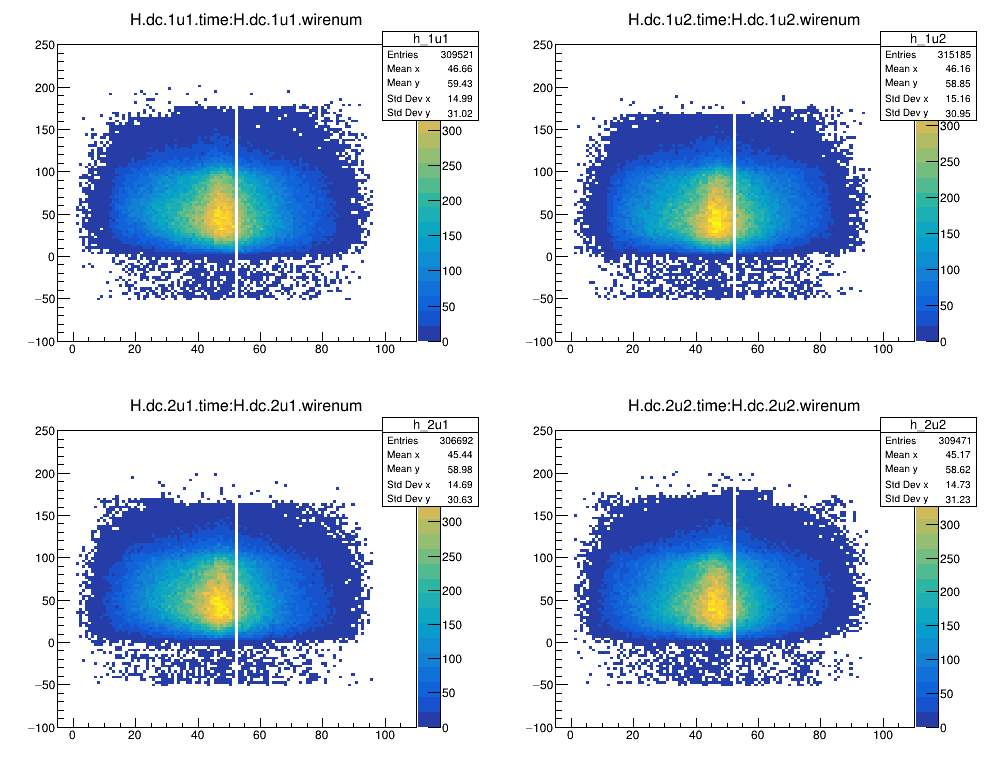 H.dc.1u1.time:H.dc.1u1.wirenum
h_1u1
Entries 309521
Mean x 46.66
Mean y 59.43
Std Dev x 14.99
Std Dev y 31.02
250
200
150
100
50
0
−50
−100
0 20 40 60 80 100
300
250
200
150
100
50
0
H.dc.1u2.time:H.dc.1u2.wirenum
h_1u2
Entries 315185
Mean x 46.16
Mean y 58.85
Std Dev x 15.16
Std Dev y 30.95
250
200
150
100
50
0
−50
−100
0 20 40 60 80 100
300
250
200
150
100
50
0
H.dc.2u1.time:H.dc.2u1.wirenum
h_2u1
Entries 306692
Mean x 45.44
Mean y 58.98
Std Dev x 14.69
Std Dev y 30.63
250
200
150
100
50
0
−50
−100
0 20 40 60 80 100
300
250
200
150
100
50
0
H.dc.2u2.time:H.dc.2u2.wirenum
h_2u2
Entries 309471
Mean x 45.17
Mean y 58.62
Std Dev x 14.73
Std Dev y 31.23
250
200
150
100
50
0
−50
−100
0 20 40 60 80 100
300
250
200
150
100
50
0